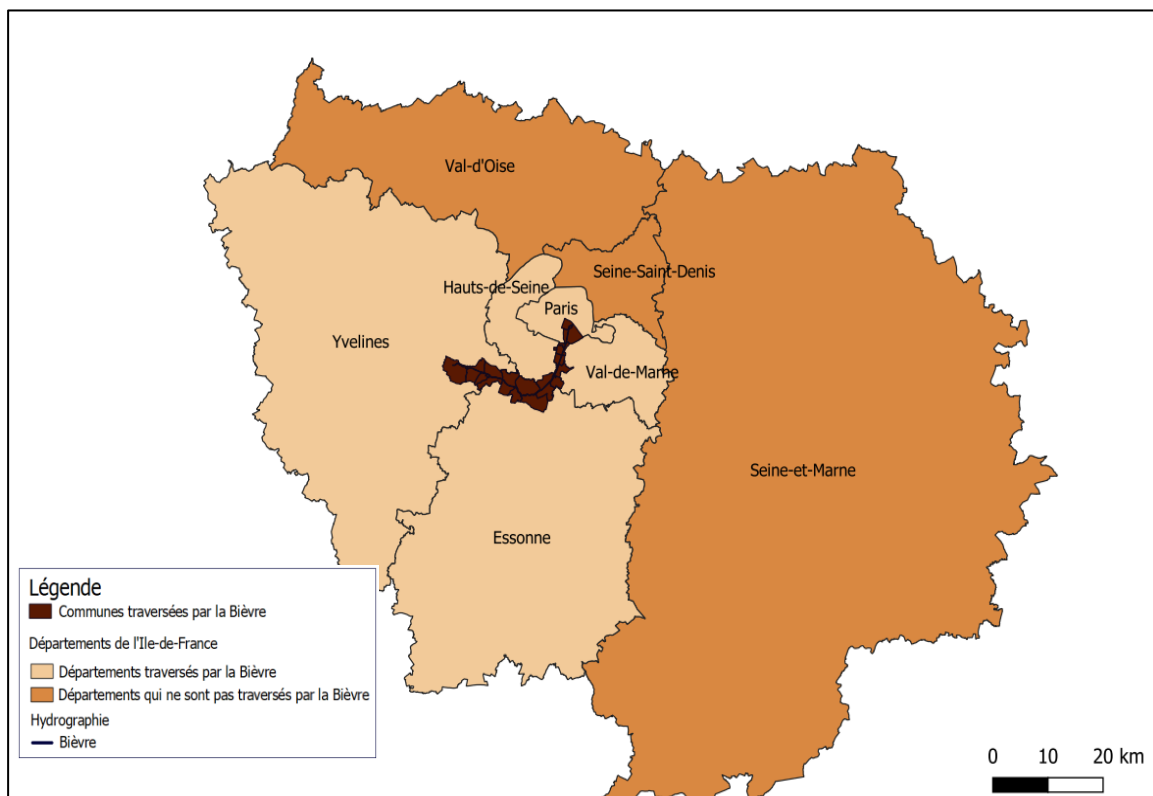 Val-d'Oise
Seine-Saint-Denis
Hauts-de-Seine
Paris
Yvelines
Val-de-Marne
Seine-et-Marne
Essonne
Légende
Communes traversées par la Bièvre
Départements de l'Ile-de-France
Départements traversés par la Bièvre
Départements qui ne sont pas traversés par la Bièvre
Hydrographie
Bièvre
0 10 20 km